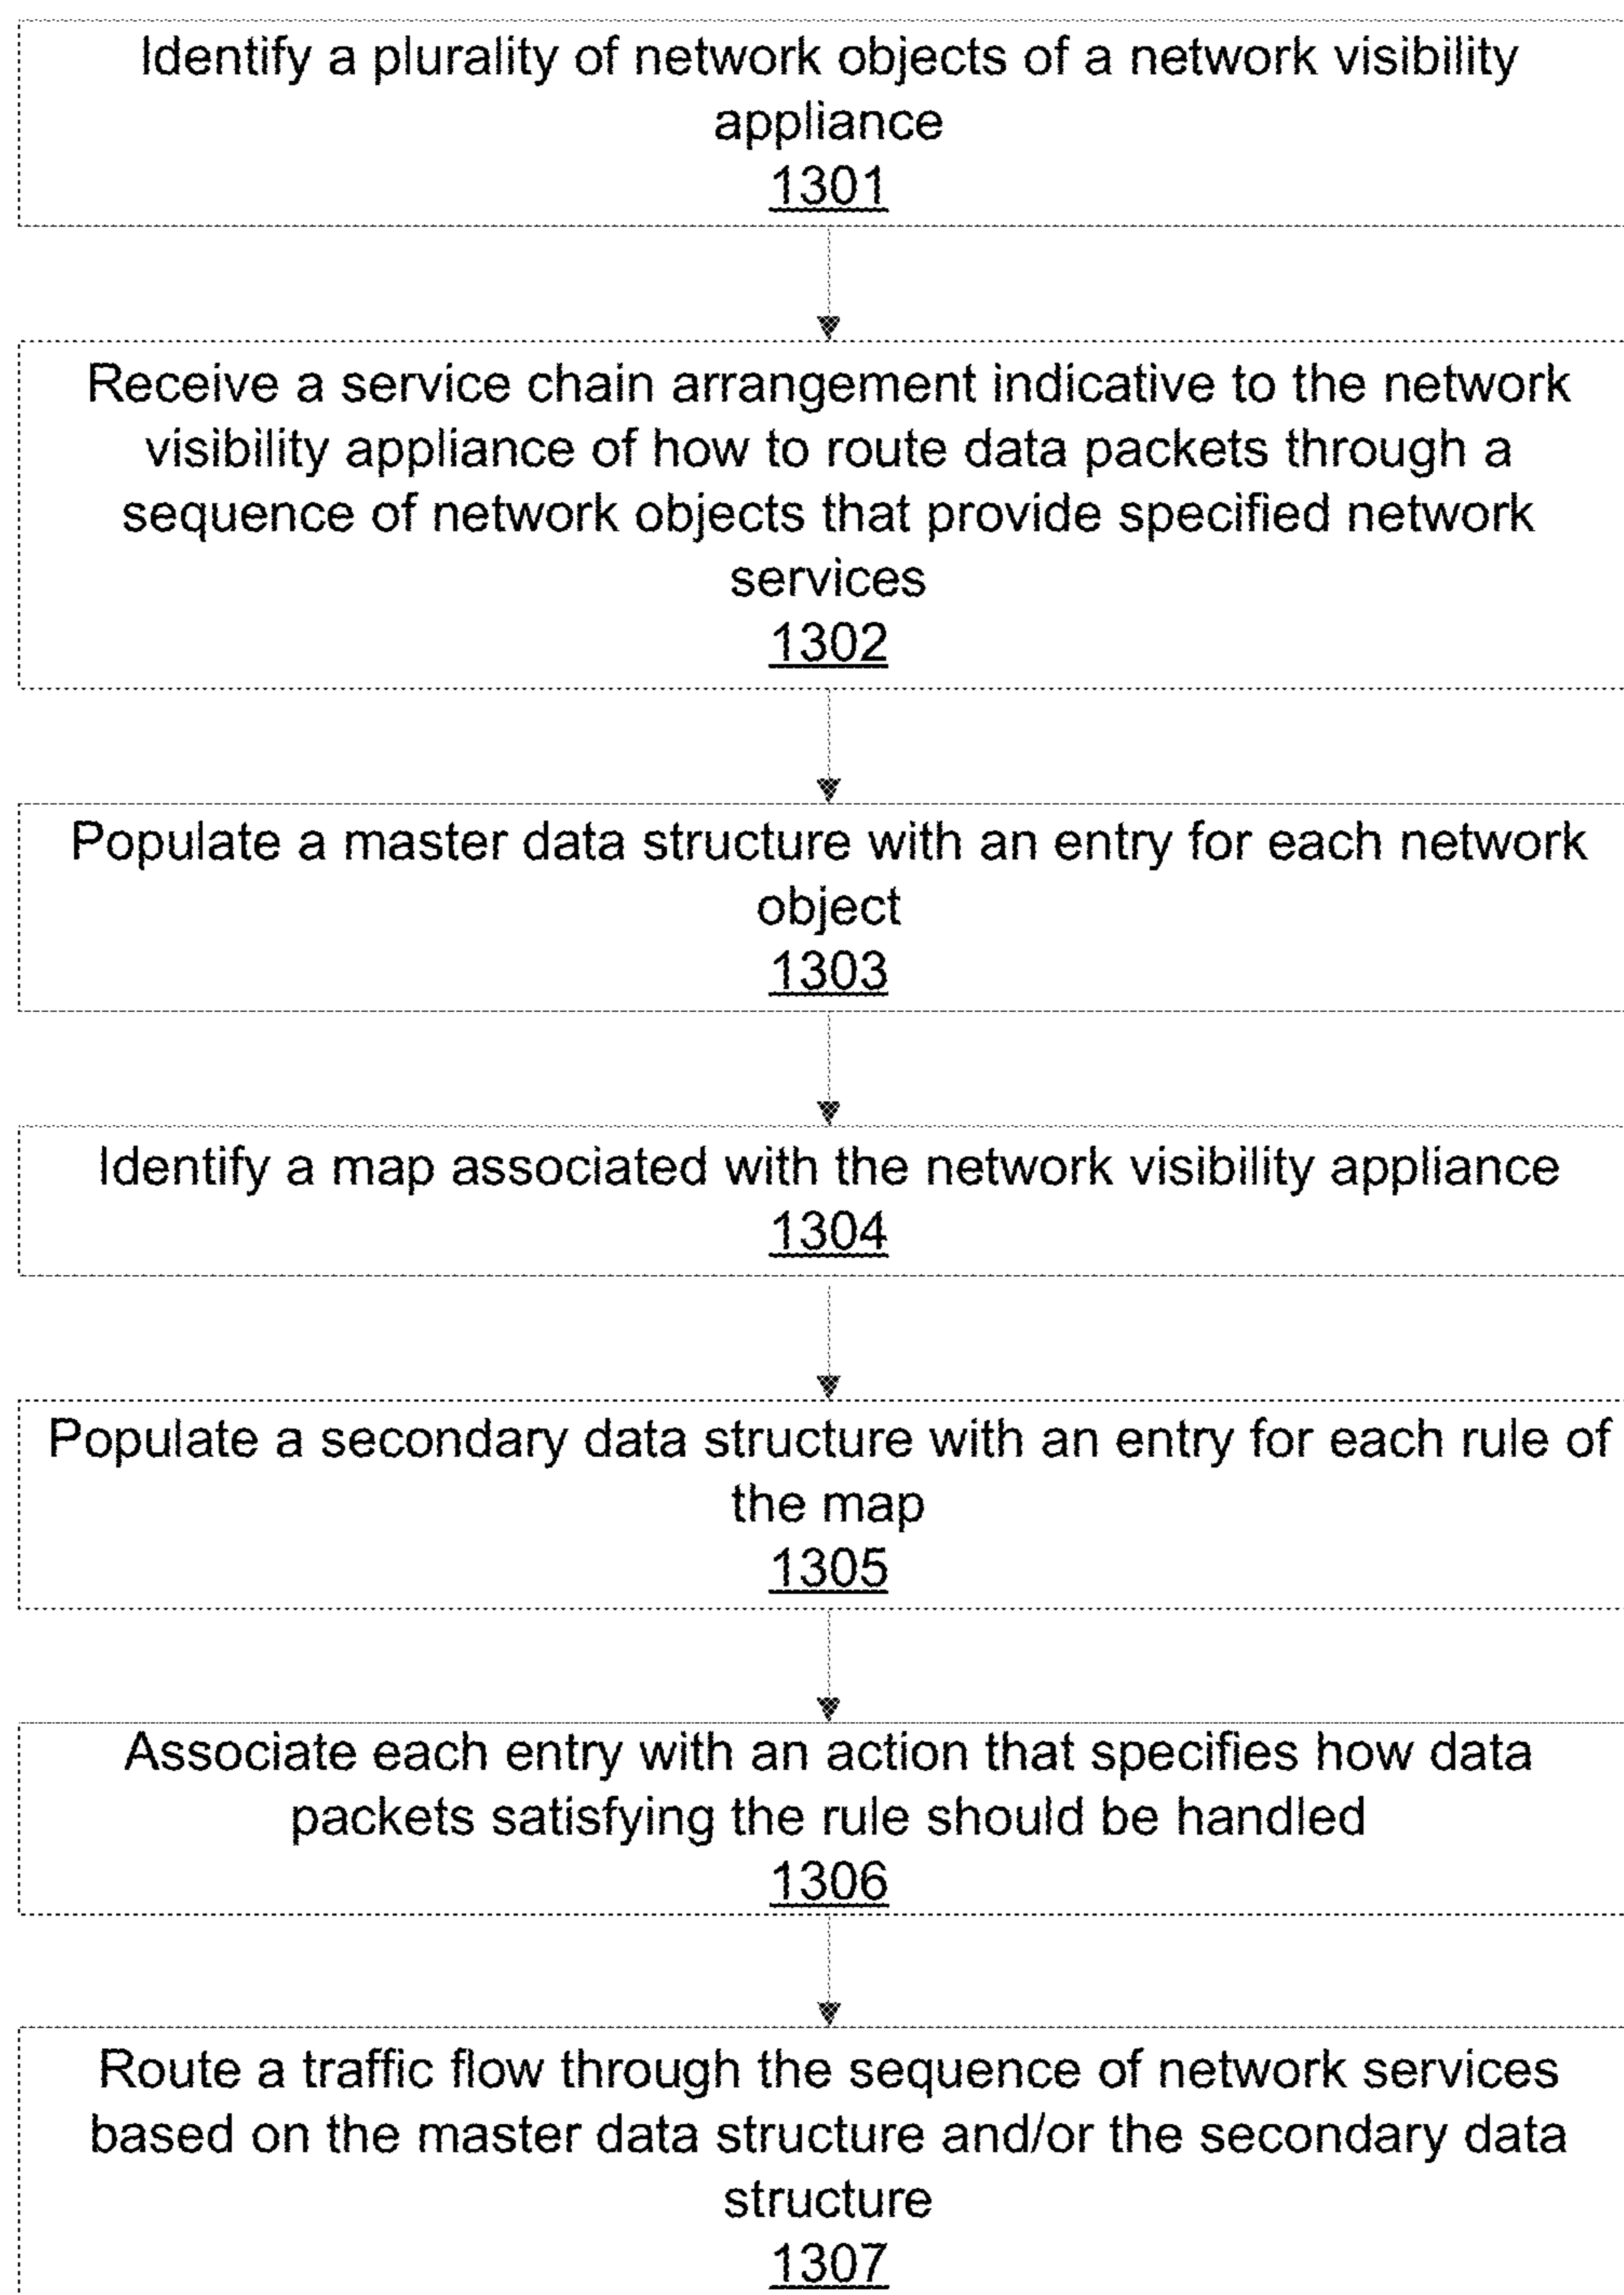 Identify a plurality of network objects of a network visibility
appliance
1301
Receive a service chain arrangement indicative to the network
visibility appliance of how to route data packets through a
sequence of network objects that provide specified network
services
1302
Populate a master data structure with an entry for each network
object
1303
Identify a map associated with the network visibility appliance
1304
Populate a secondary data structure with an entry for each rule of
the map
1305
Associate each entry with an action that specifies how data
packets satisfying the rule should be handled
1306
Route a traffic flow through the sequence of network services
based on the master data structure and/or the secondary data
structure
1307